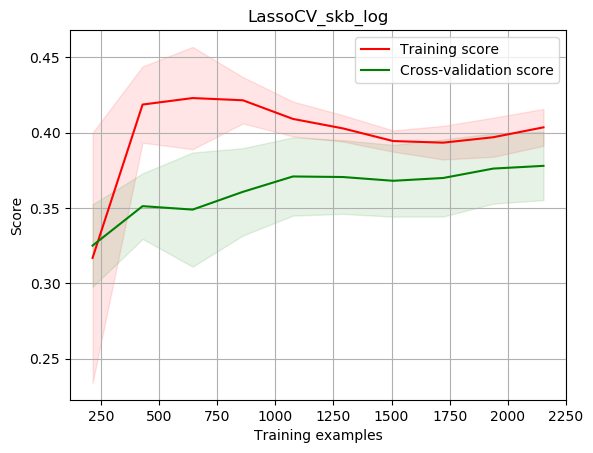 LassoCV_skb_log
Training score
Cross-validation score
0.45
0.40
0.35
0.30
0.25
Score
250
500
750
1000
1250
1500
1750
2000
2250
Training examples